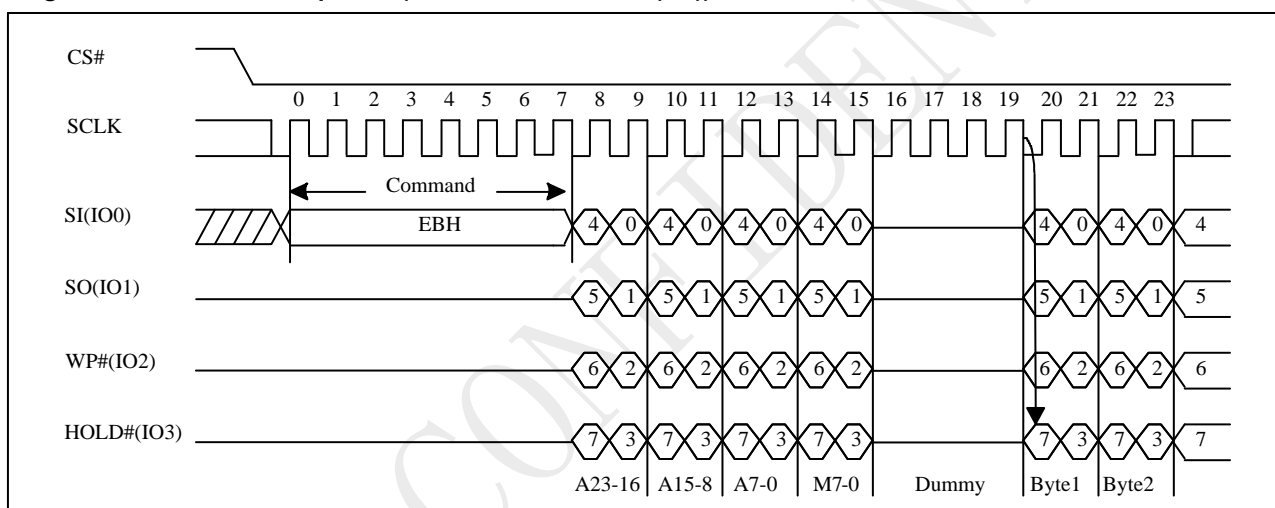 CS#
0 1 2 3 4 5 6 7 8 9 10 11 12 13 14 15 16 17 18 19 20 21 22 23
SCLK
Command
SI(IO0) EBH 4 0 4 0 4 0 4 0 4 0 4 0 4
SO(IO1) 5 1 5 1 5 1 5 1 5 1 5 1 5
WP#(IO2) 6 2 6 2 6 2 6 2 6 2 6 2 6
HOLD#(IO3) 7 3 7 3 7 3 7 3 7 3 7 3 7
A23-16 A15-8 A7-0 M7-0 Dummy Byte1 Byte2
CONFIDEN